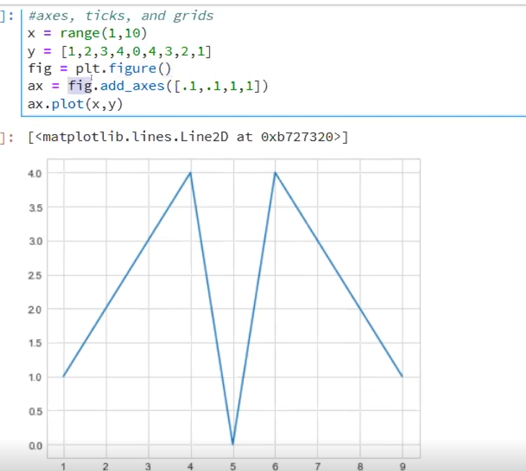 ]: #axes, ticks, and grids
x = range(1,10)
y = [1,2,3,4,0,4,3,2,1]
fig = plt.figure()
ax = fig.add_axes([.1,.1,1,1])
ax.plot(x,y)
]: [<matplotlib.lines.Line2D at 0xb727320>]
4.0
3.5
3.0
2.5
2.0
1.5
1.0
0.5
0.0
1 2 3 4 5 6 7 8 9